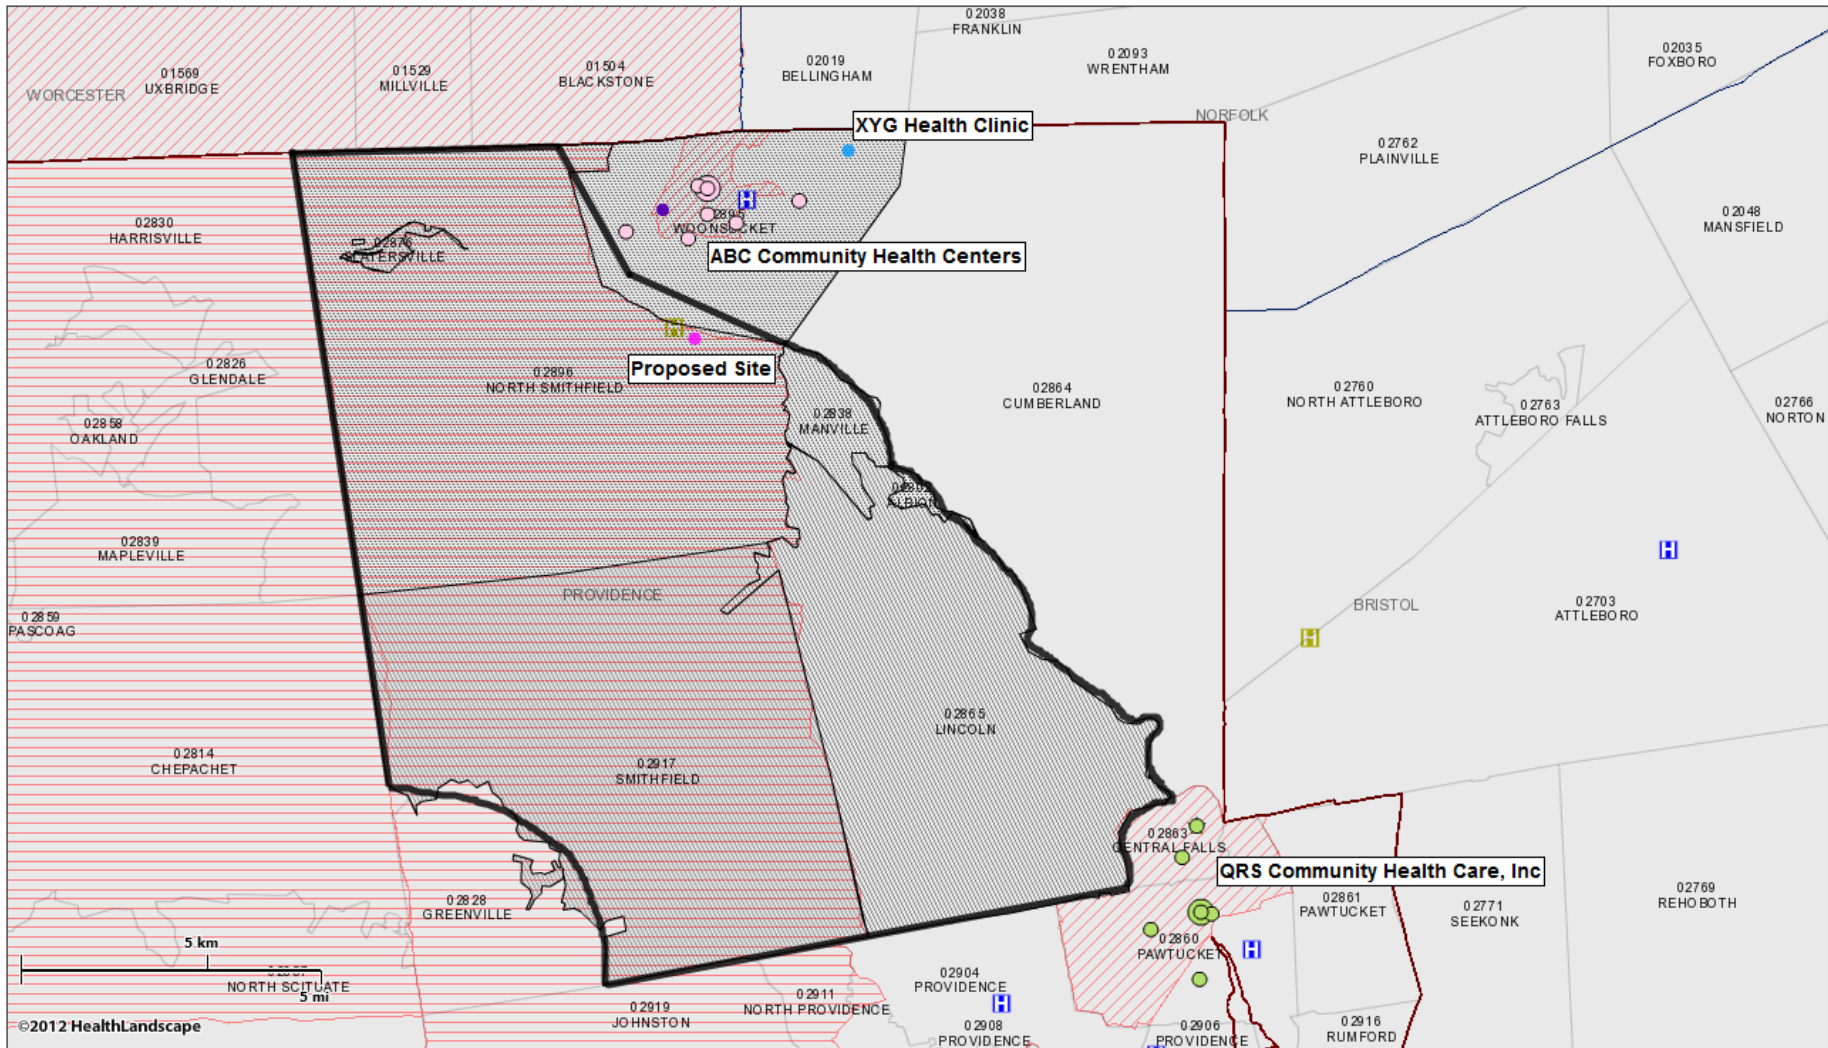 02038
FRANKLIN
02035
FOXBORO
02019
BELLINGHAM
02093
WRENTHAM
01569
UXBRIDGE
01529
MILLVILLE
01504
BLACKSTONE
WORCESTER
NORFOLK
XYG Health Clinic
02762
PLAINVILLE
02830
HARRISVILLE
WOONSOCKET
02048
MANSFIELD
H
SLATERSVILLE
ABC Community Health Centers
H
Proposed Site
02826
GLENDALE
02896
NORTH SMITHFIELD
02864
CUMBERLAND
02760
NORTH ATTLEBORO
02763
ATTLEBORO FALLS
02766
NORTON
02858
OAKLAND
02838
MANVILLE
ALBION
02839
MAPLEVILLE
H
PROVIDENCE
BRISTOL
02703
ATTLEBORO
02859
PASCOAG
H
02865
LINCOLN
02814
CHEPACHET
02917
SMITHFIELD
02863
CENTRAL FALLS
QRS Community Health Care, Inc
02828
GREENVILLE
02861
PAWTUCKET
02771
SEEKONK
02769
REHOBOTH
02860
PAWTUCKET
H
5 km
5 mi
NORTH SCITUATE
02904
PROVIDENCE
H
02911
NORTH PROVIDENCE
02919
JOHNSTON
02908
PROVIDENCE
02906
PROVIDENCE
02916
RUMFORD
©2012 HealthLandscape